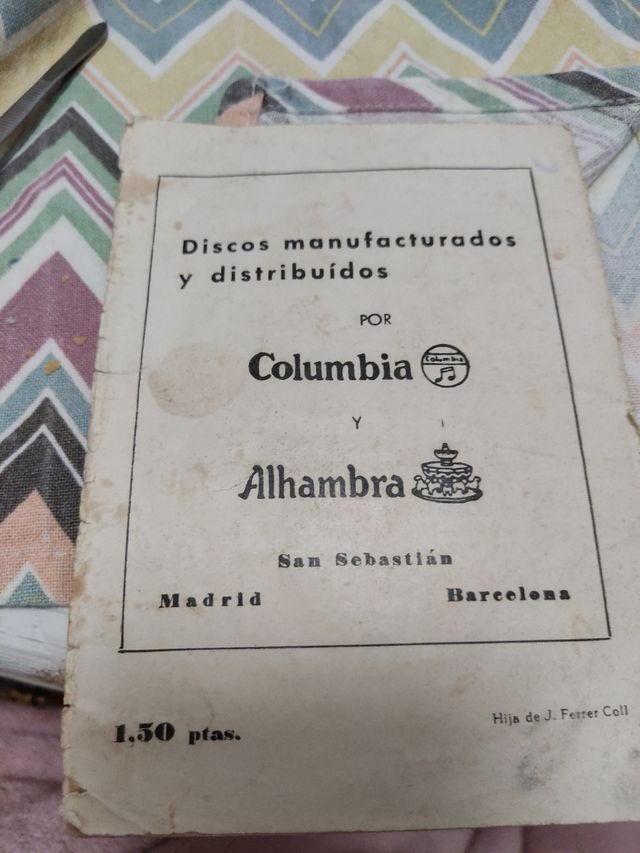 Discos manufacturados
y distribuídos
POR
Columbia Columbia
Y
Alhambra
San Sebastián
Madrid Barcelona
1,50 ptas. Hija de J. Ferrer Coll